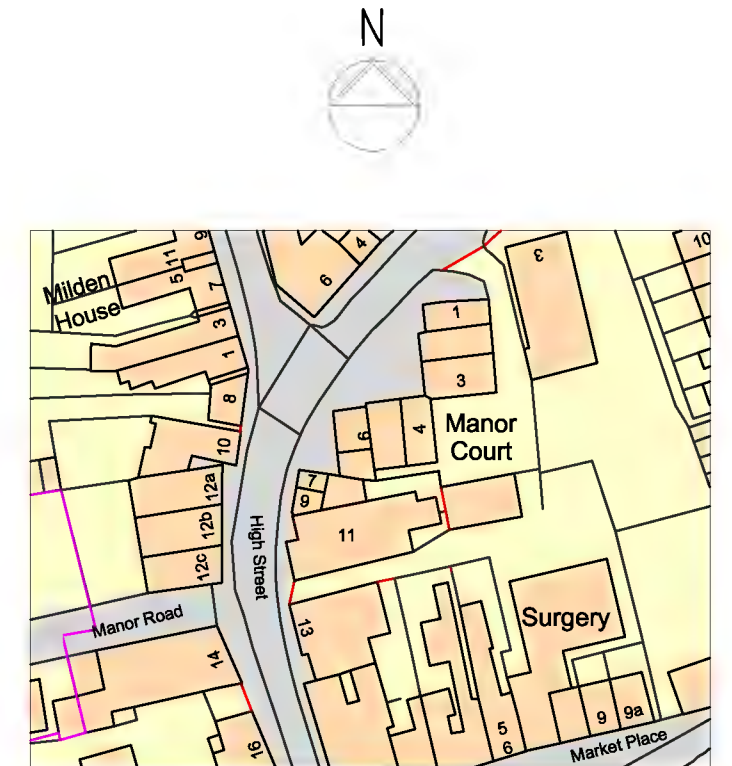 N
9
4
10
11
5
3
Milden
House
7
6
3
1
1
3
8
4
6
Manor
Court
10
7
12a
9
12b
11
High Street
12c
Manor Road
13
Surgery
14
5
9
9a
6
16
Market Place